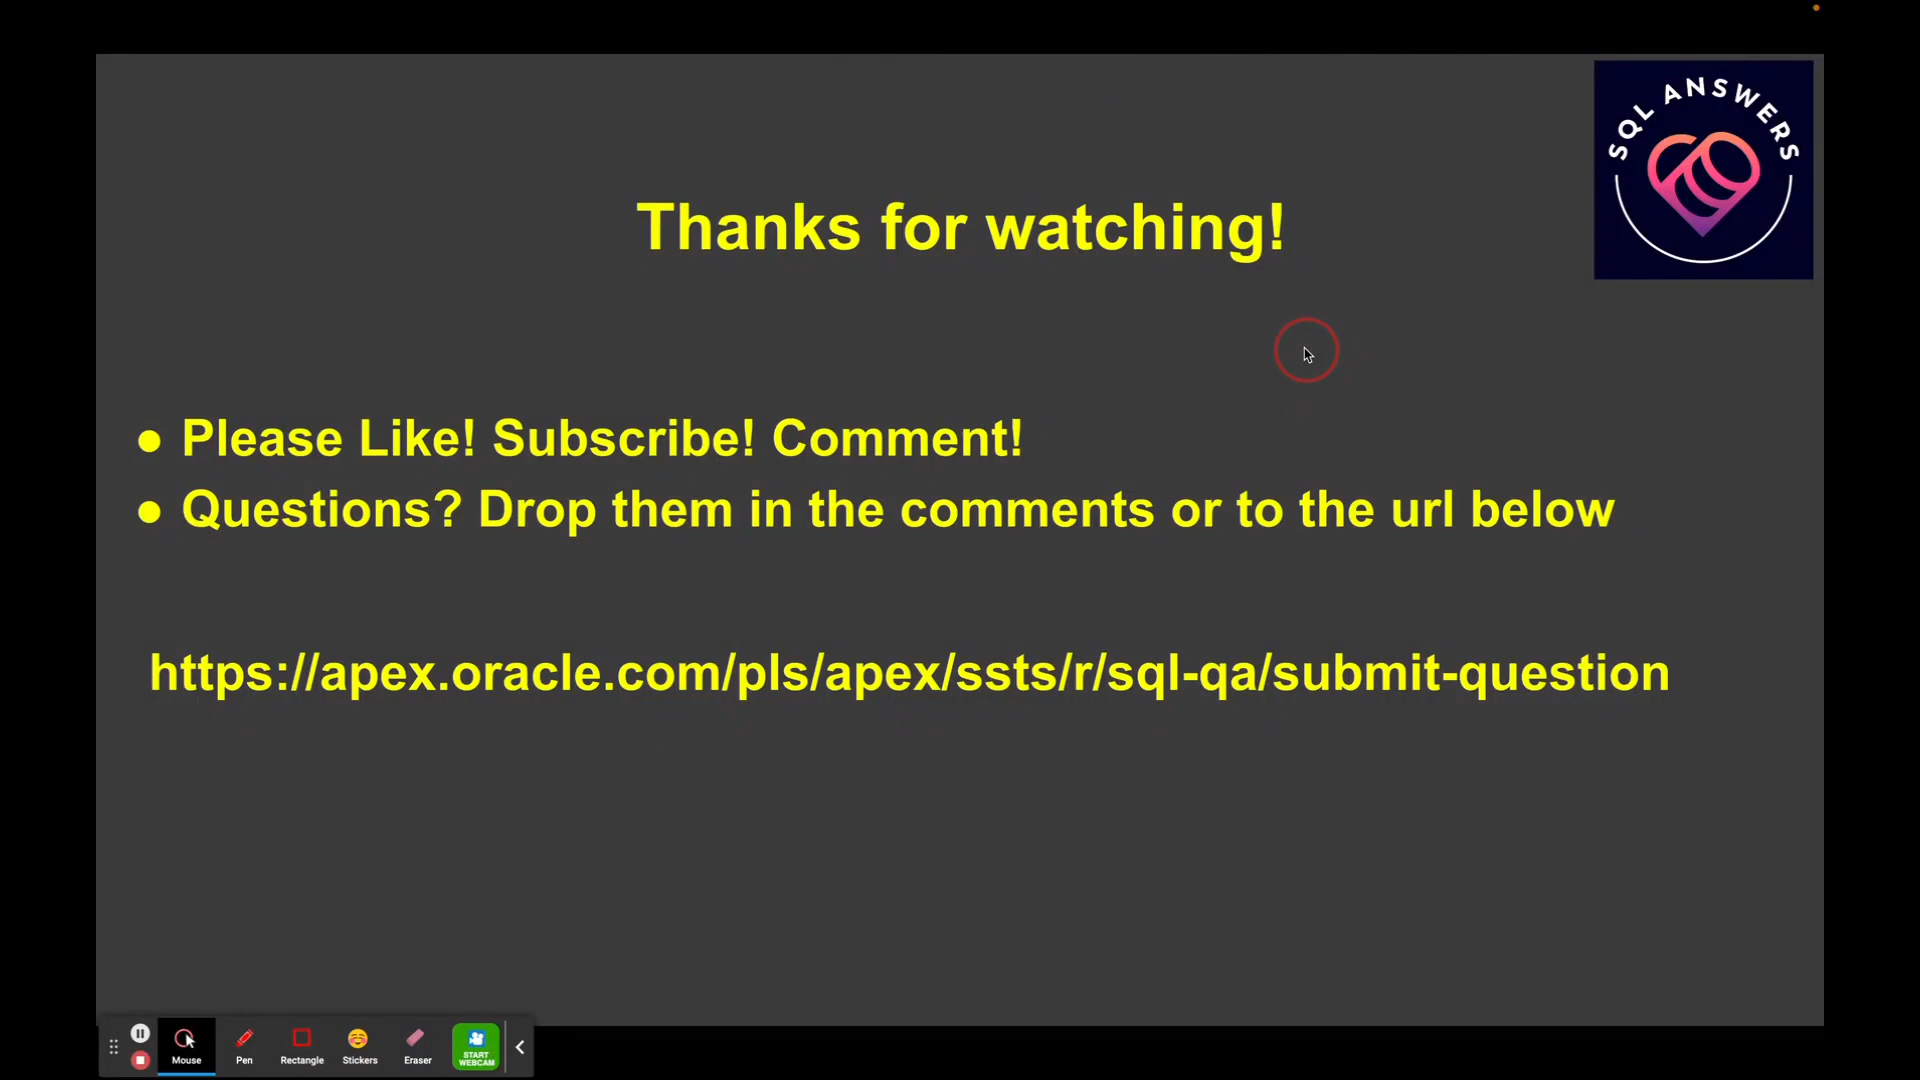 SQL ANSWERS
Thanks for watching!
● Please Like! Subscribe! Comment!
● Questions? Drop them in the comments or to the url below
https://apex.oracle.com/pls/apex/ssts/r/sql-qa/submit-question
Mouse
Pen
Rectangle
Stickers
Eraser
START
WEBCAM